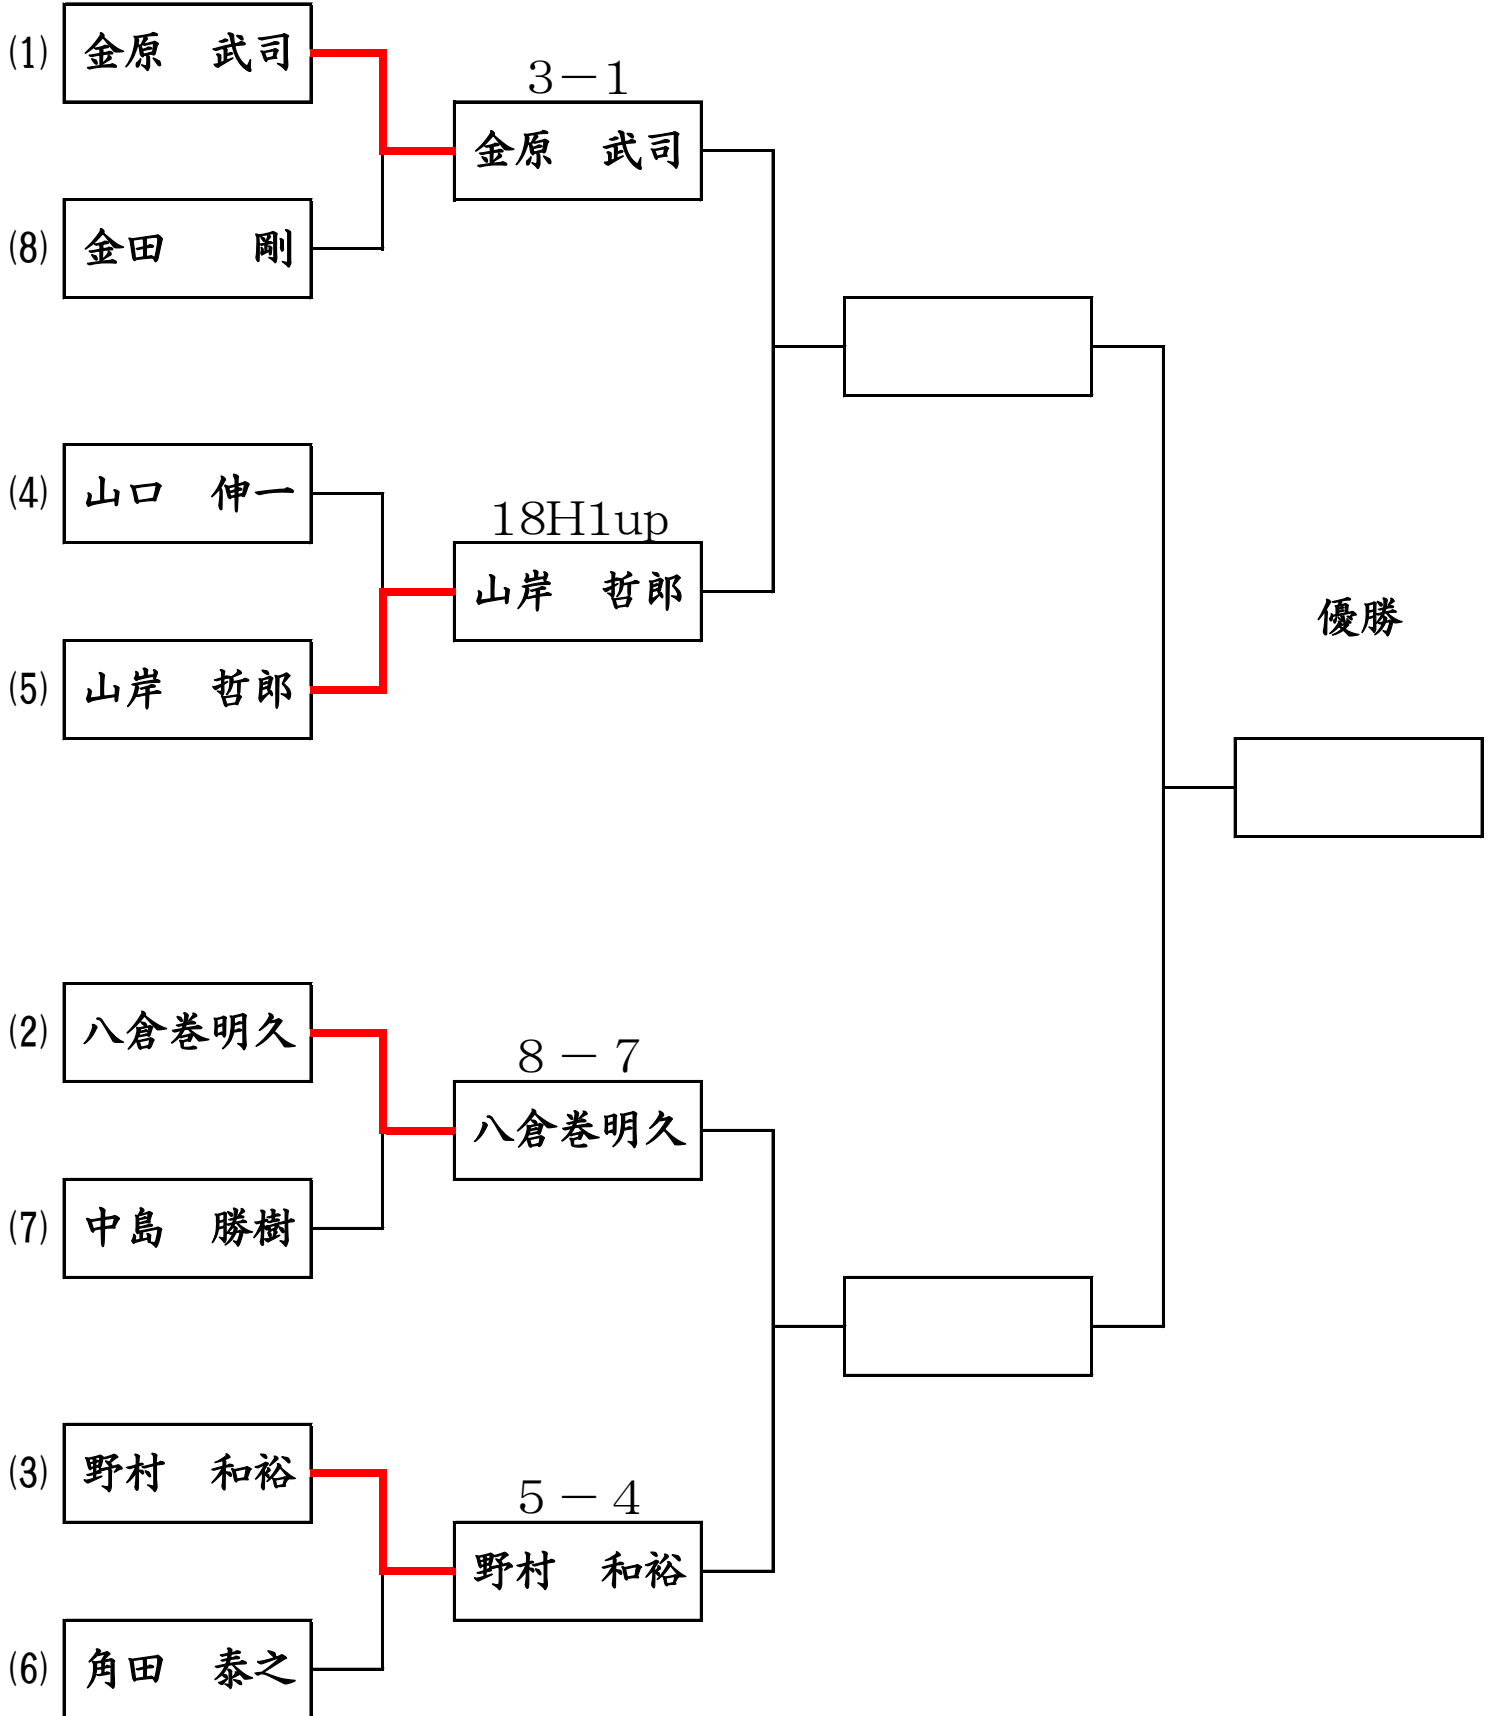 (1) 金原　武司
3－1
金原　武司
(8) 金田　　剛
(4) 山口　伸一
18H1up
山岸　哲郎
優勝
(5) 山岸　哲郎
(2) 八倉巻明久
8－7
八倉巻明久
(7) 中島　勝樹
(3) 野村　和裕
5－4
野村　和裕
(6) 角田　泰之